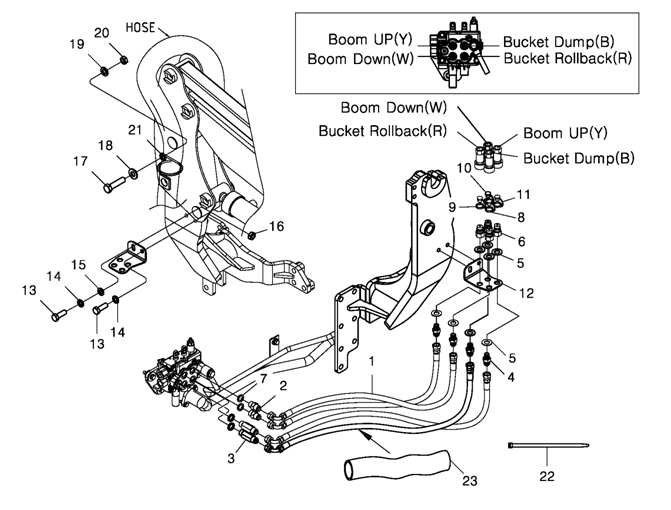 HOSE
20
19
Boom UP(Y)
Bucket Dump(B)
Boom Down(W)
Bucket Rollback(R)
Boom Down(W)
Bucket Rollback(R)
Boom UP(Y)
Bucket Dump(B)
21
18
17
10
11
9
8
16
6
5
15
14
13
13
14
12
7
2
1
5
4
3
23
22